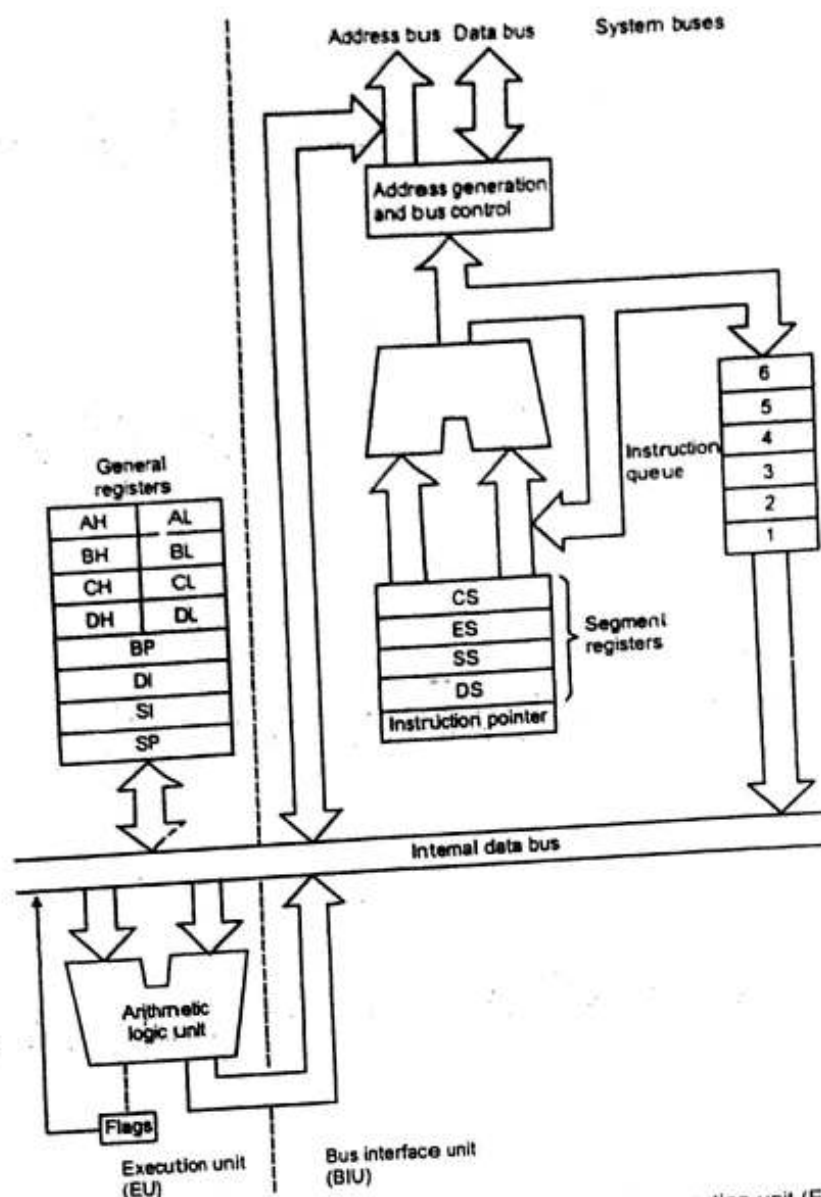 Address bus Data bus System buses
Address generation
and bus control
6
5
4
3
2
1
Instruction
queue
General
registers
AH AL
BH BL
CH CL
DH DL
BP
DI
SI
SP
CS
ES
SS
DS
Instruction pointer
Segment
registers
Internal data bus
Arithmetic
logic unit
Flags
Execution unit
(EU)
Bus interface unit
(BIU)
unit (E